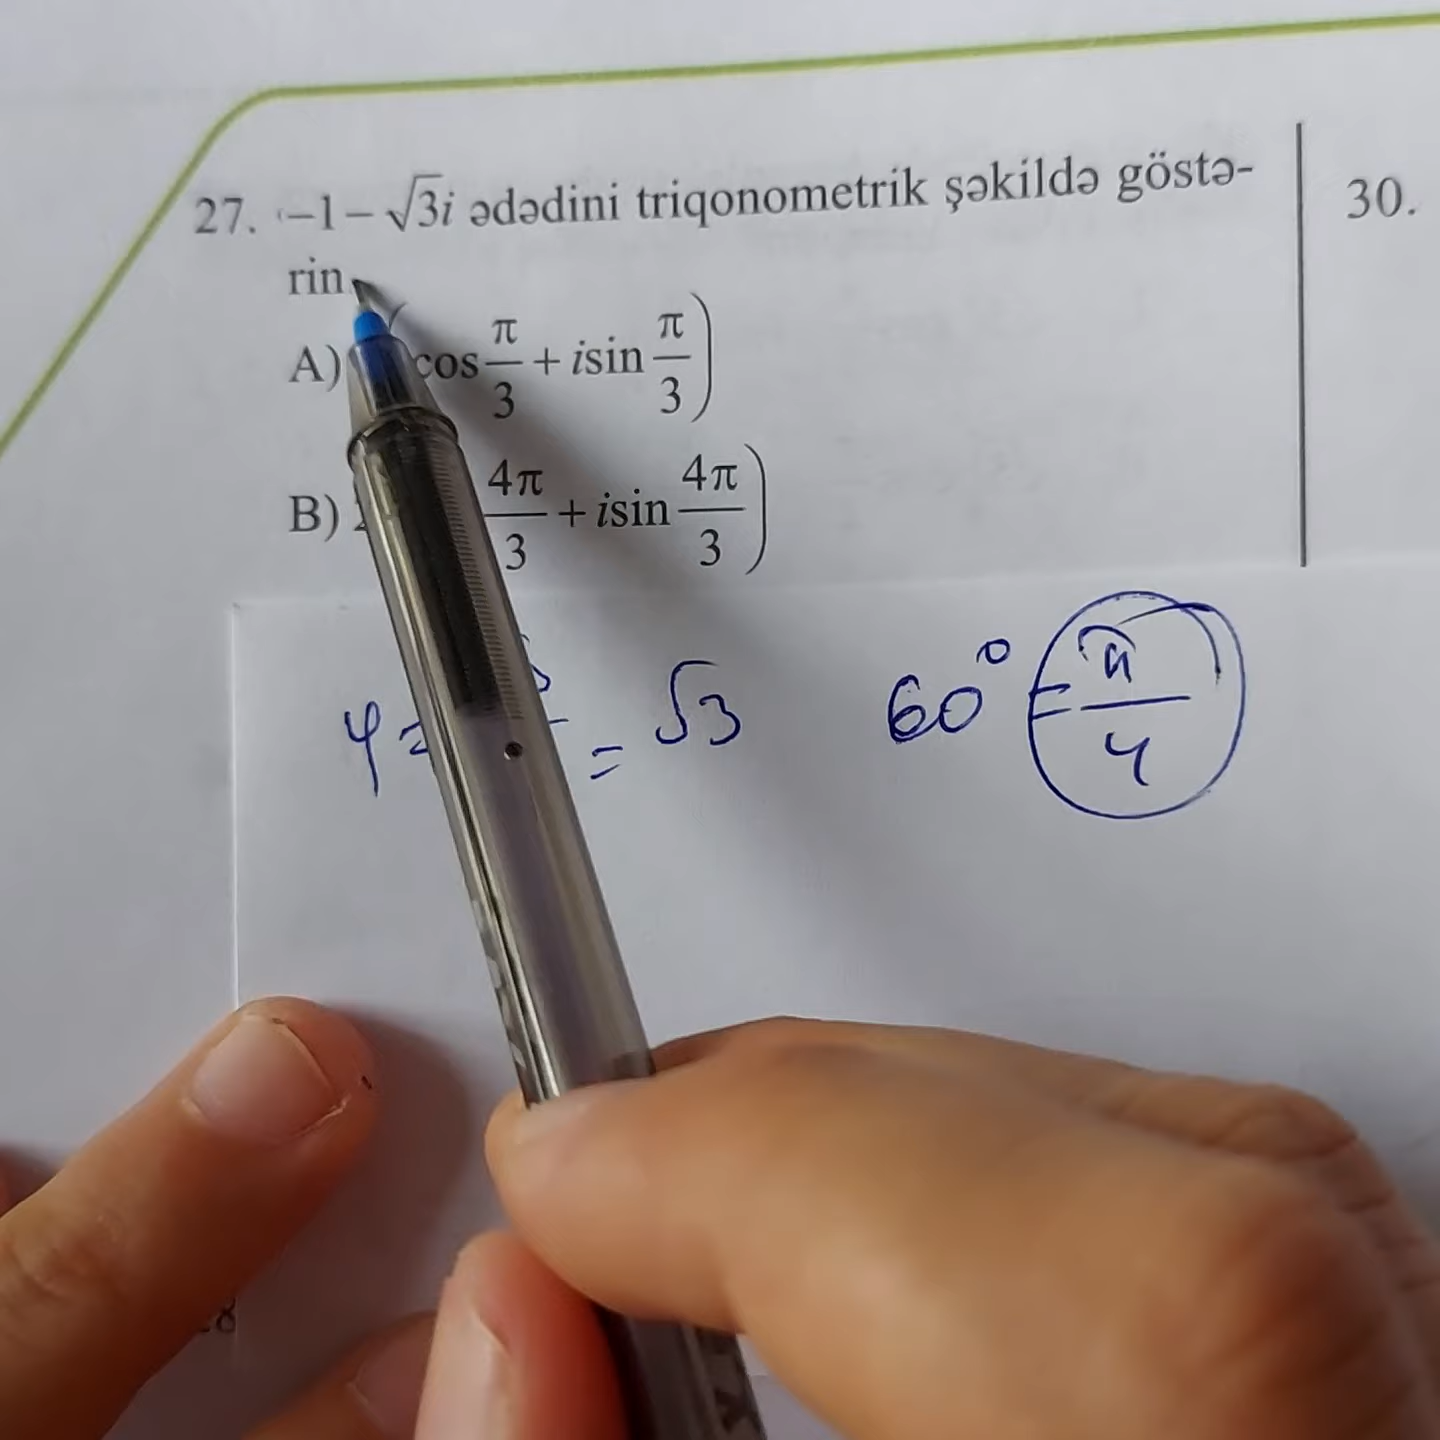 27. −1 − √3i ədədini triqonometrik şəkildə göstə-
30.
rin
A) cos π/3 + isin π/3)
B) 4π/3 + isin 4π/3)
φ = = √3 60° = π/4
8